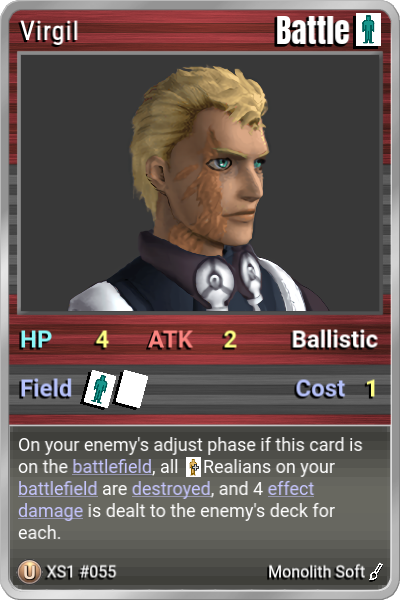 Virgil Battle
HP 4 ATK 2 Ballistic
Field Cost 1
On your enemy's adjust phase if this card is
on the battlefield, all Realians on your
battlefield are destroyed, and 4 effect
damage is dealt to the enemy's deck for
each.
U XS1 #055 Monolith Soft